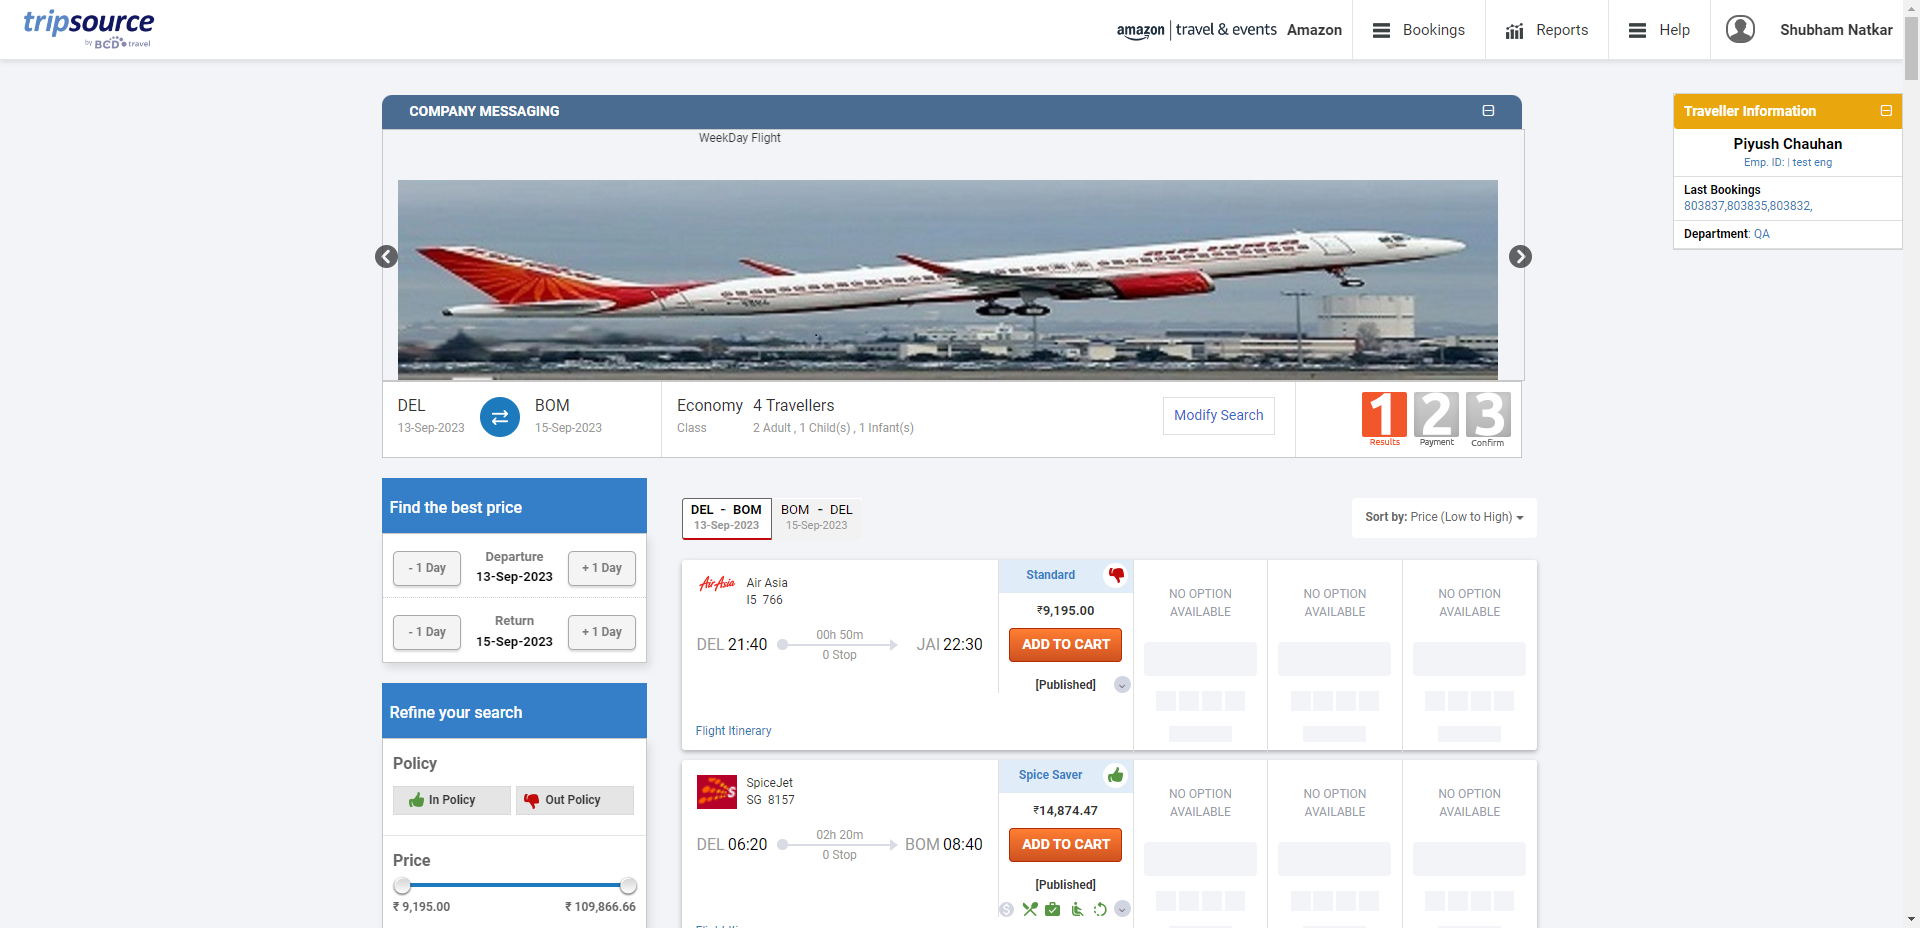 tripsource
by BCD travel
amazon | travel & events Amazon
Bookings
Reports
Help
Shubham Natkar
COMPANY MESSAGING
WeekDay Flight
Traveller Information
Piyush Chauhan
Emp. ID: | test eng
Last Bookings
803837,803835,803832,
Department: QA
DEL
13-Sep-2023
BOM
15-Sep-2023
Economy
Class
4 Travellers
2 Adult , 1 Child(s) , 1 Infant(s)
Modify Search
1
Results
2
Payment
3
Confirm
Find the best price
- 1 Day
Departure
13-Sep-2023
+ 1 Day
- 1 Day
Return
15-Sep-2023
+ 1 Day
Refine your search
Policy
In Policy
Out Policy
Price
₹ 9,195.00
₹ 109,866.66
DEL - BOM
13-Sep-2023
BOM - DEL
15-Sep-2023
Sort by: Price (Low to High)
AirAsia
Air Asia
I5 766
DEL 21:40
00h 50m
0 Stop
JAI 22:30
Flight Itinerary
Standard
₹9,195.00
ADD TO CART
[Published]
NO OPTION
AVAILABLE
NO OPTION
AVAILABLE
NO OPTION
AVAILABLE
SpiceJet
SG 8157
DEL 06:20
02h 20m
0 Stop
BOM 08:40
Spice Saver
₹14,874.47
ADD TO CART
[Published]
NO OPTION
AVAILABLE
NO OPTION
AVAILABLE
NO OPTION
AVAILABLE